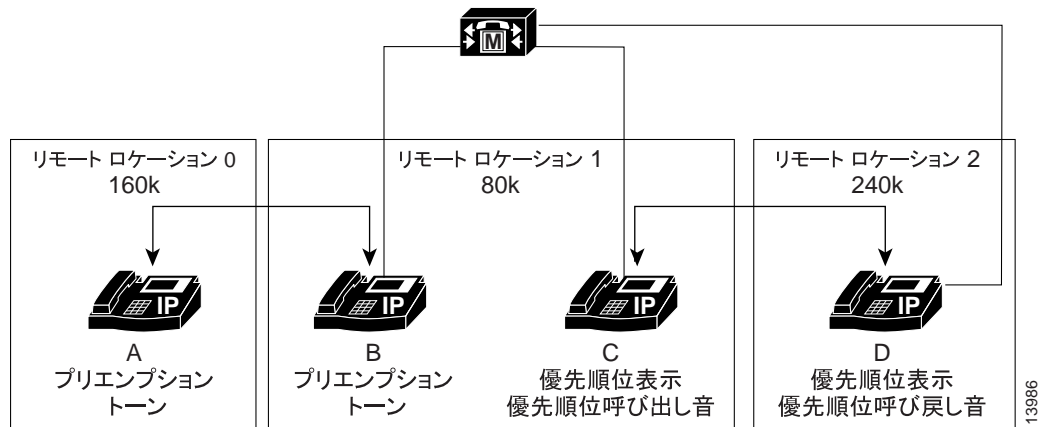 M
リモート ロケーション 0
160k
リモート ロケーション 1
80k
リモート ロケーション 2
240k
IP
IP
IP
IP
A
プリエンプション
トーン
B
プリエンプション
トーン
C
優先順位表示
優先順位呼び出し音
D
優先順位表示
優先順位呼び戻し音
13986